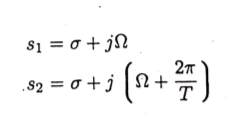 s₁ = σ + jΩ
s₂ = σ + j (Ω + 2π/T)